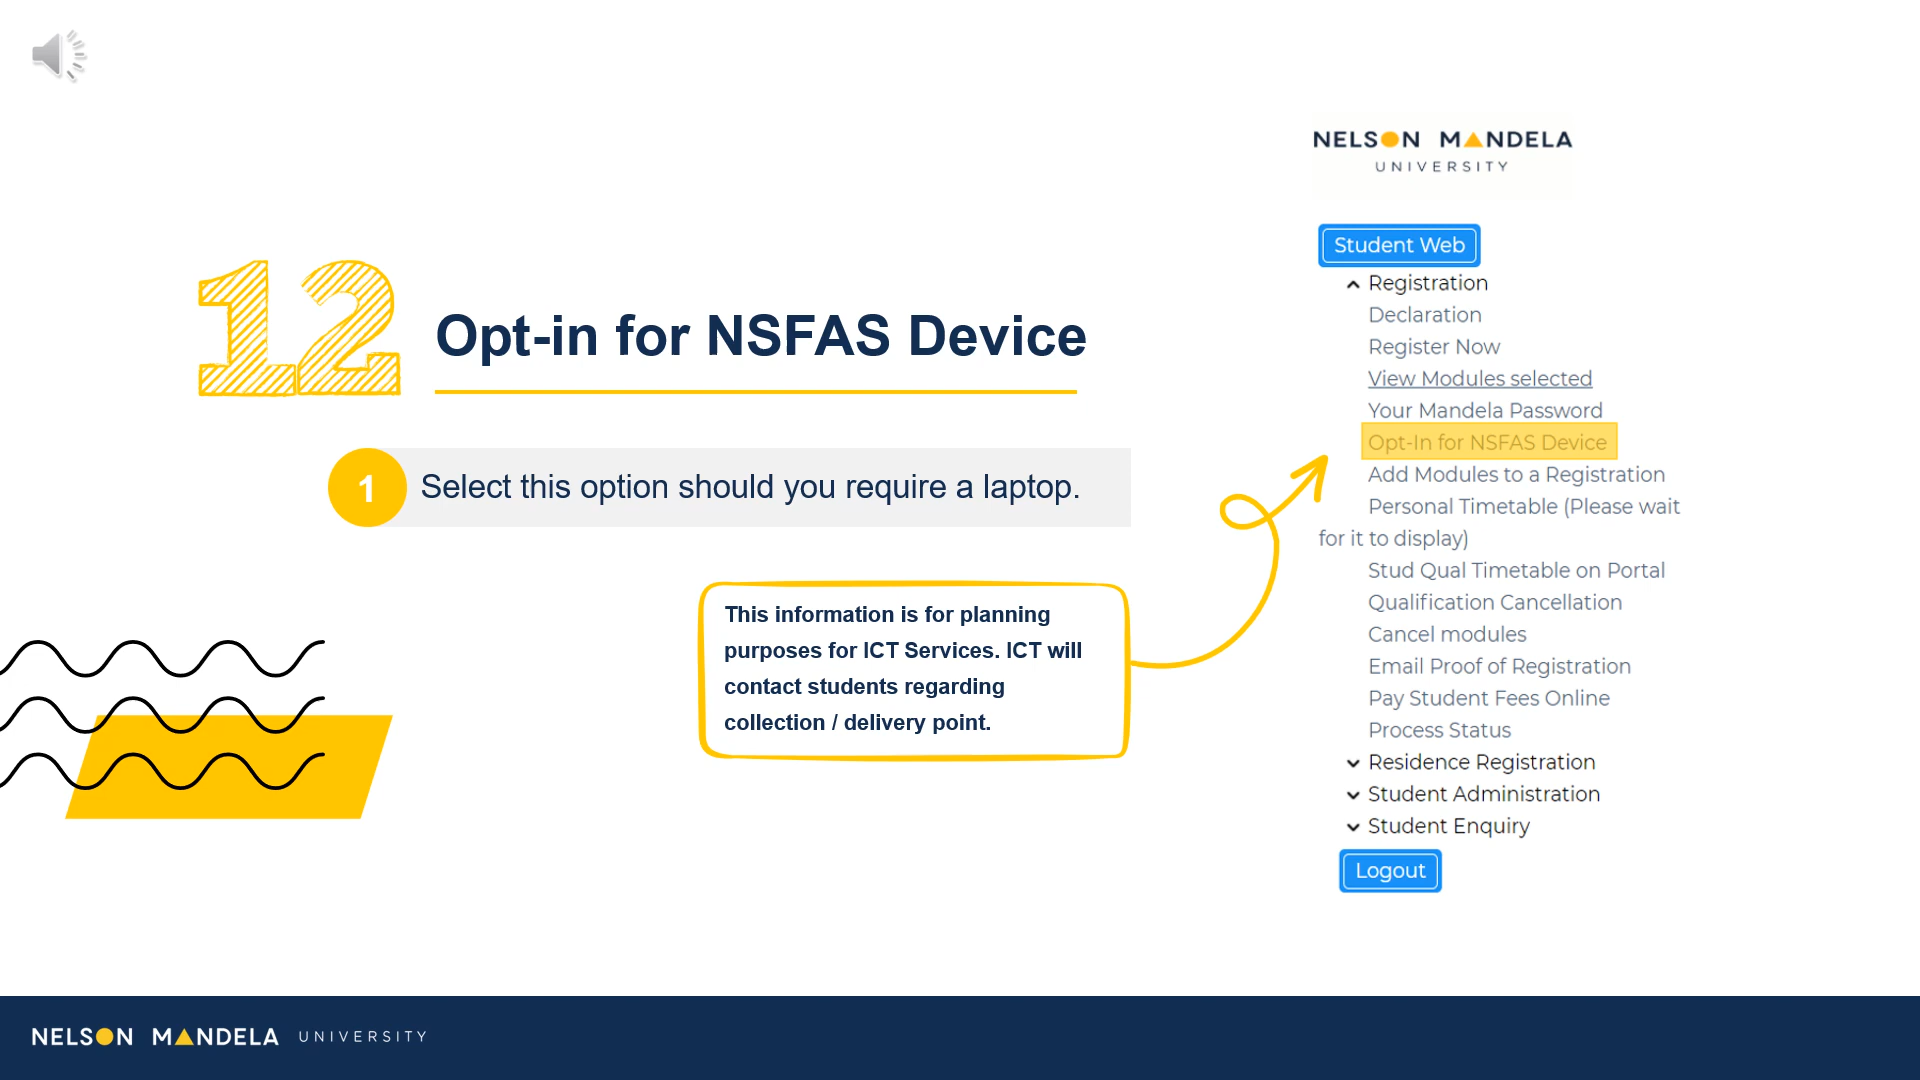 12
Opt-in for NSFAS Device
1
Select this option should you require a laptop.
This information is for planning
purposes for ICT Services. ICT will
contact students regarding
collection / delivery point.
NELSON MANDELA
UNIVERSITY
Student Web
Registration
Declaration
Register Now
View Modules selected
Your Mandela Password
Opt-In for NSFAS Device
Add Modules to a Registration
Personal Timetable (Please wait
for it to display)
Stud Qual Timetable on Portal
Qualification Cancellation
Cancel modules
Email Proof of Registration
Pay Student Fees Online
Process Status
Residence Registration
Student Administration
Student Enquiry
Logout
NELSON MANDELA UNIVERSITY